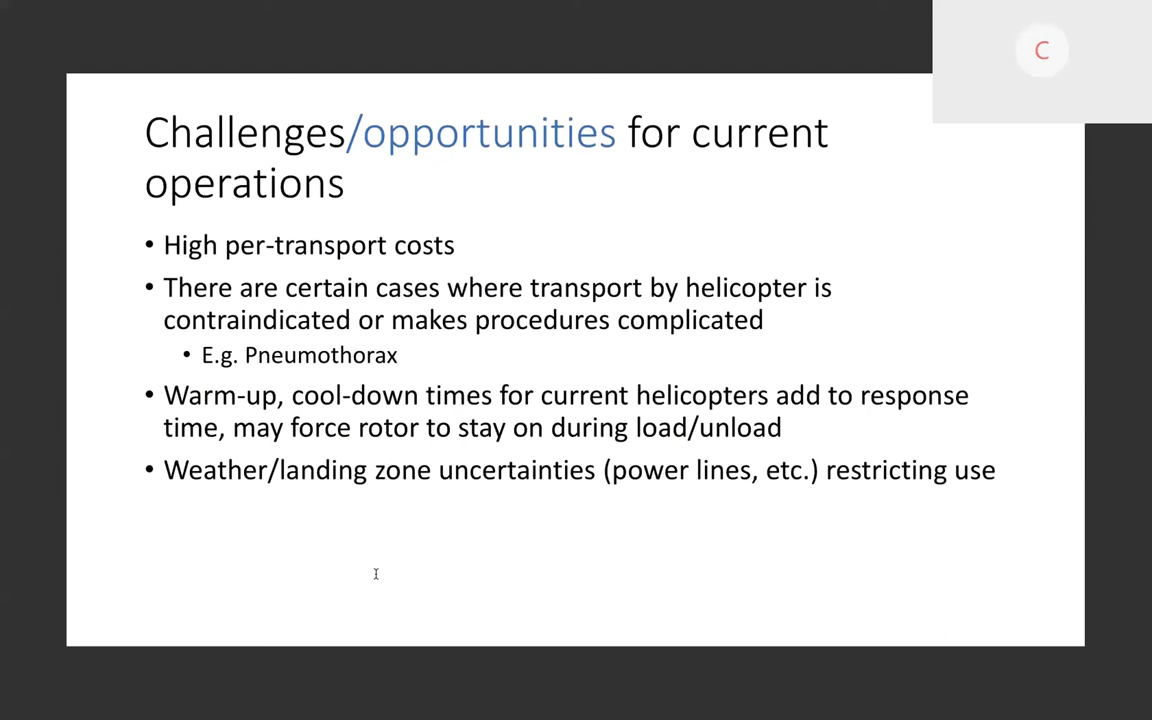 C
Challenges/opportunities for current
operations
• High per-transport costs
• There are certain cases where transport by helicopter is
contraindicated or makes procedures complicated
• E.g. Pneumothorax
• Warm-up, cool-down times for current helicopters add to response
time, may force rotor to stay on during load/unload
• Weather/landing zone uncertainties (power lines, etc.) restricting use